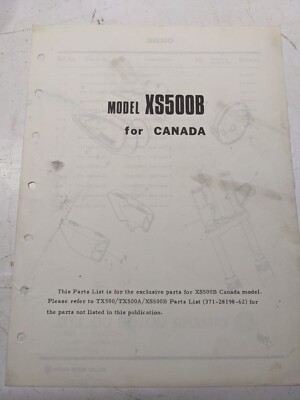 MODEL XS500B
for CANADA
This Parts List is for the exclusive parts for XS500B Canada model.
Please refer to TX500/TX500A/XS500B Parts List (371-28198-62) for
the parts not listed in this publication.